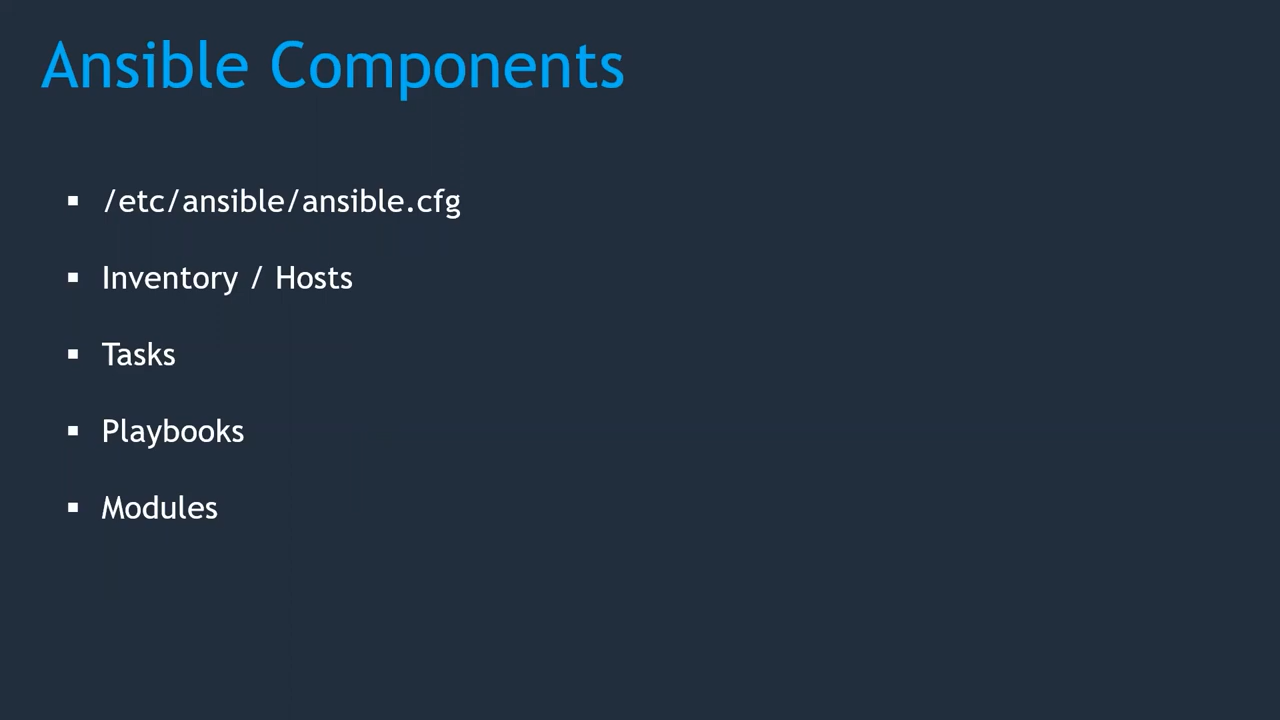 Ansible Components
▪ /etc/ansible/ansible.cfg
▪ Inventory / Hosts
▪ Tasks
▪ Playbooks
▪ Modules